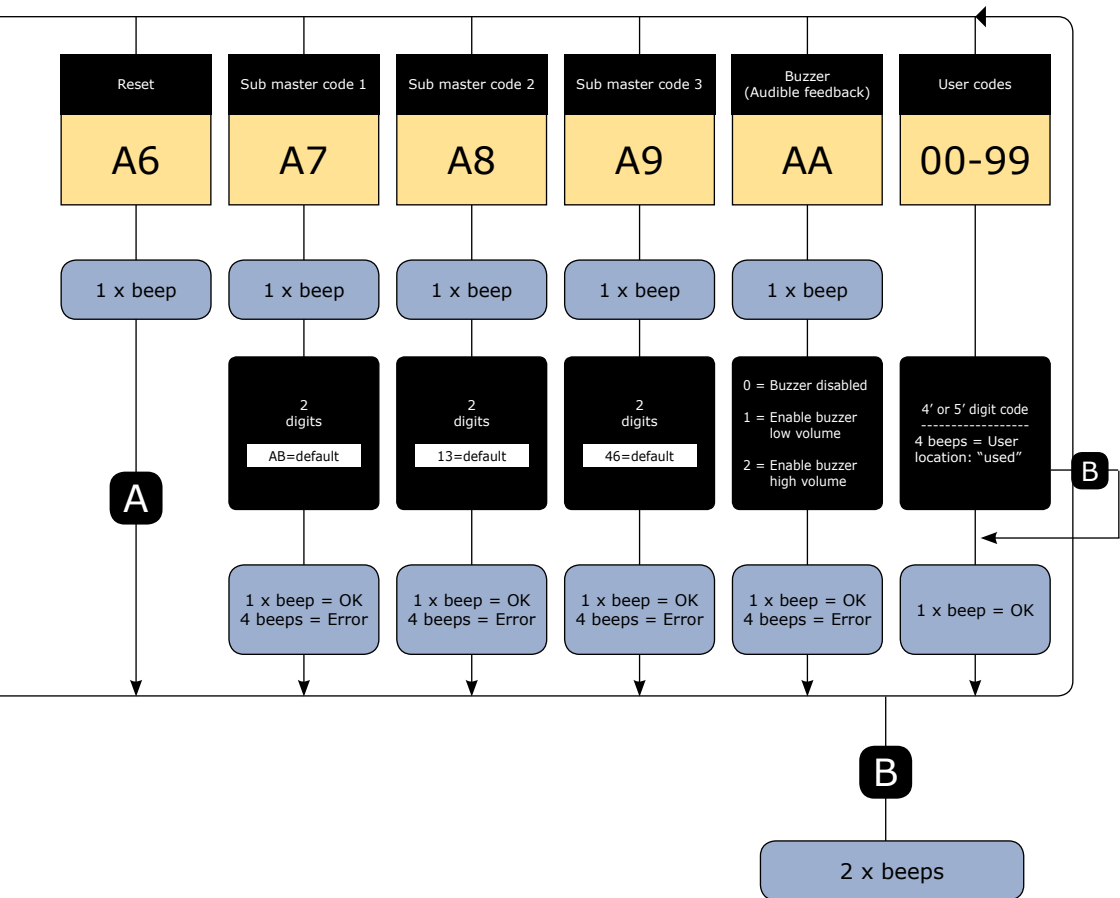 Reset
A6
1 x beep
A
Sub master code 1
A7
1 x beep
2
digits
AB=default
1 x beep = OK
4 beeps = Error
Sub master code 2
A8
1 x beep
2
digits
13=default
1 x beep = OK
4 beeps = Error
Sub master code 3
A9
1 x beep
2
digits
46=default
1 x beep = OK
4 beeps = Error
Buzzer
(Audible feedback)
AA
1 x beep
0 = Buzzer disabled
1 = Enable buzzer
low volume
2 = Enable buzzer
high volume
1 x beep = OK
4 beeps = Error
User codes
00-99
4’ or 5’ digit code
------------------
4 beeps = User
location: “used”
B
1 x beep = OK
B
2 x beeps